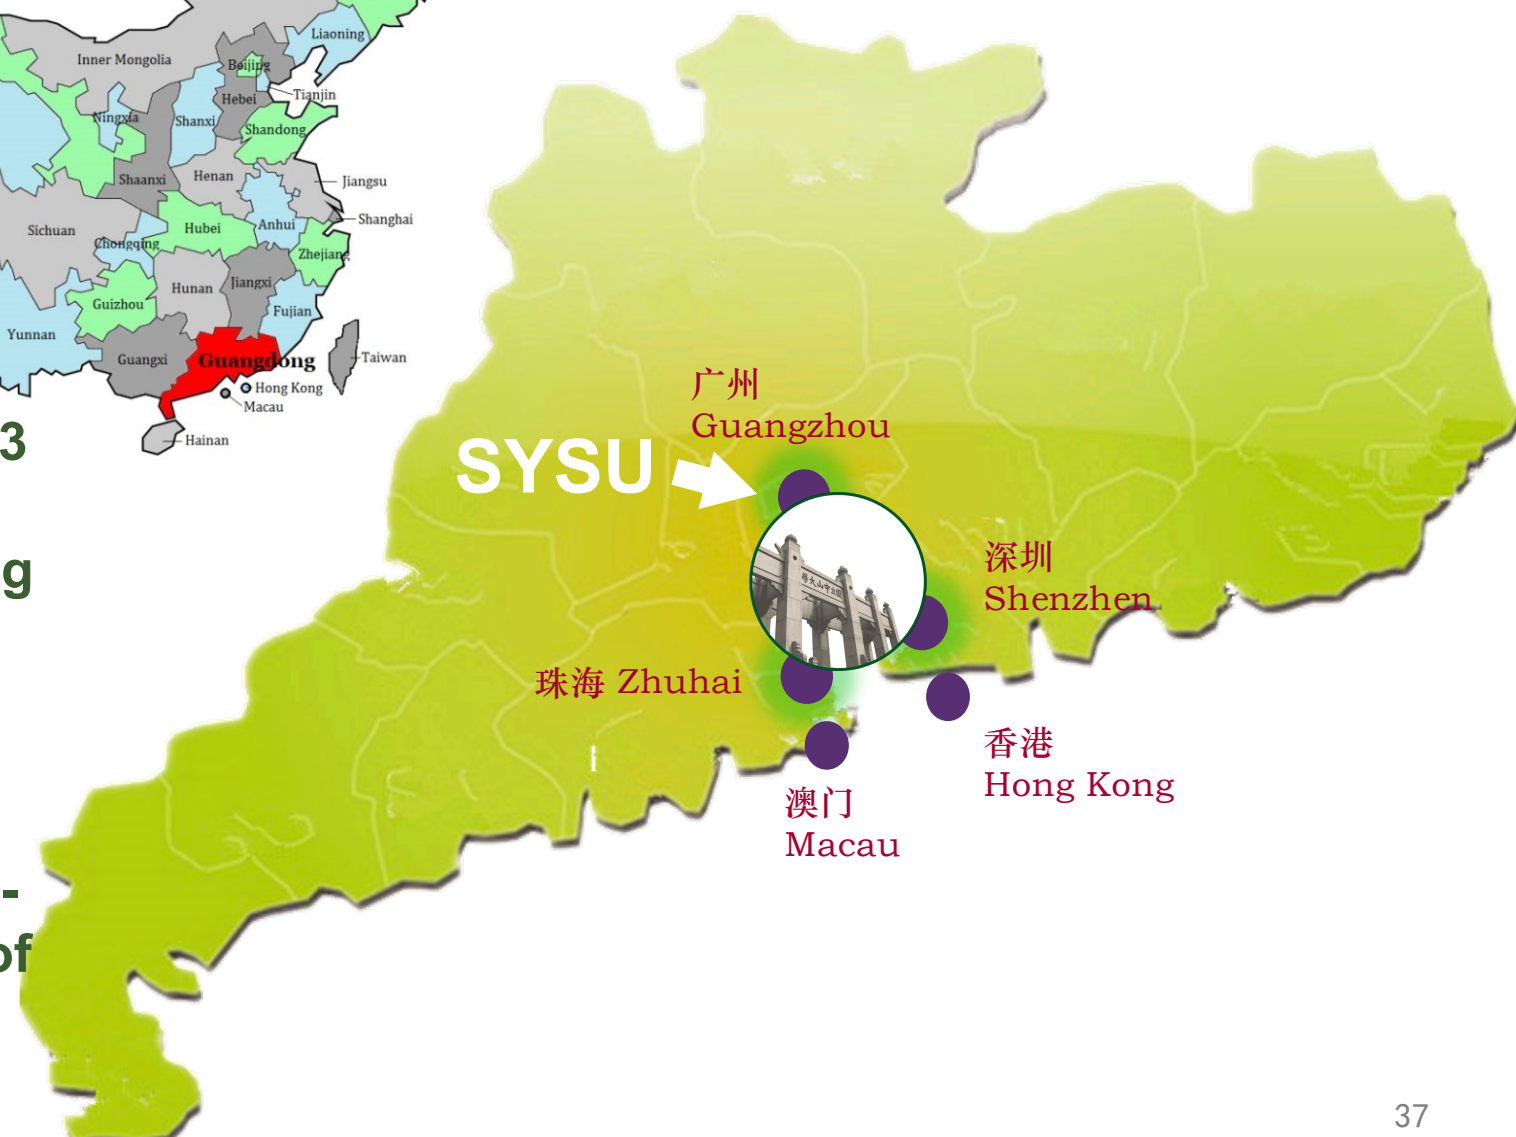 Liaoning
Inner Mongolia
Beijing
Tianjin
Hebei
Ningxia
Shanxi
Shandong
Shaanxi
Henan
Jiangsu
Shanghai
Sichuan
Chongqing
Hubei
Anhui
Zhejiang
Guizhou
Hunan
Jiangxi
Fujian
Yunnan
Guangxi
Guangdong
Taiwan
Hong Kong
Macau
Hainan
3
g
-
of
SYSU
广州
Guangzhou
深圳
Shenzhen
珠海 Zhuhai
香港
Hong Kong
澳门
Macau
37